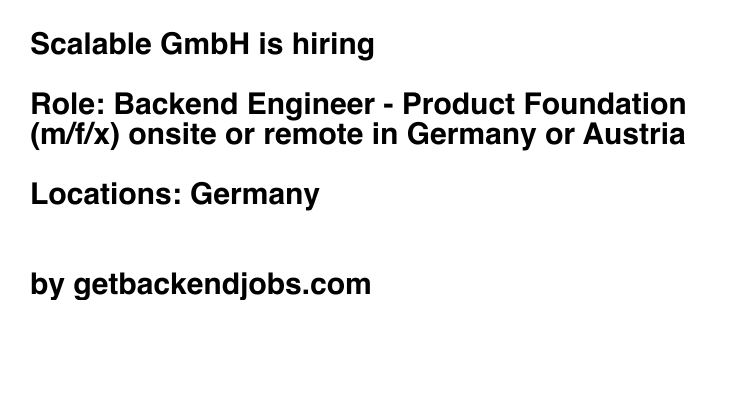 Scalable GmbH is hiring
Role: Backend Engineer - Product Foundation
(m/f/x) onsite or remote in Germany or Austria
Locations: Germany
by getbackendjobs.com